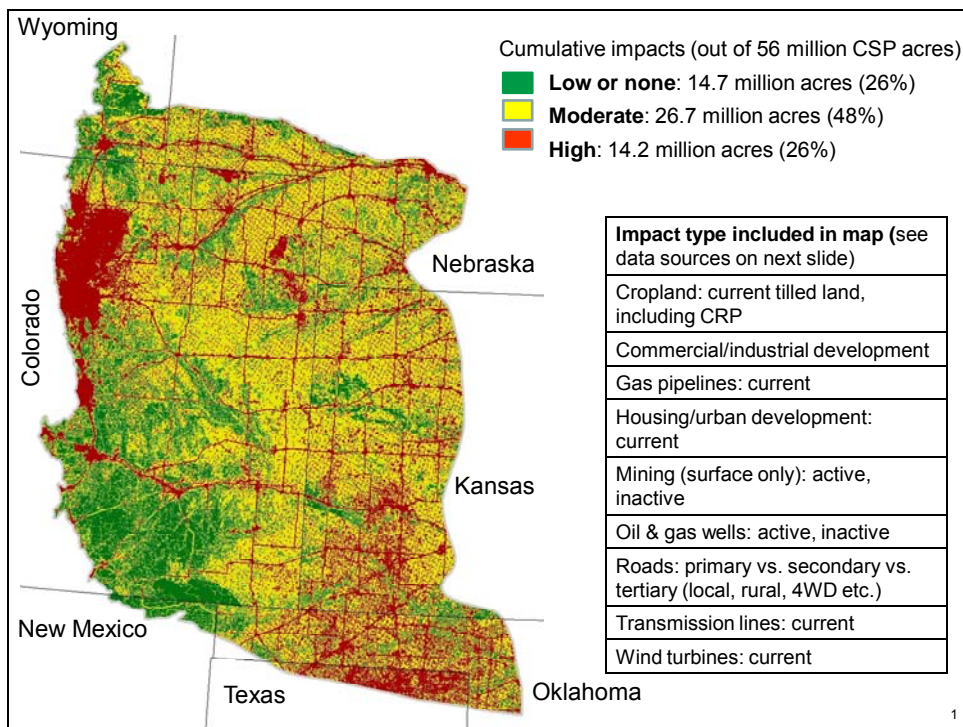 Wyoming
Cumulative impacts (out of 56 million CSP acres)
Low or none: 14.7 million acres (26%)
Moderate: 26.7 million acres (48%)
High: 14.2 million acres (26%)
Colorado
Nebraska
Kansas
New Mexico
Texas
Oklahoma
Impact type included in map (see
data sources on next slide)
Cropland: current tilled land,
including CRP
Commercial/industrial development
Gas pipelines: current
Housing/urban development:
current
Mining (surface only): active,
inactive
Oil & gas wells: active, inactive
Roads: primary vs. secondary vs.
tertiary (local, rural, 4WD etc.)
Transmission lines: current
Wind turbines: current
1